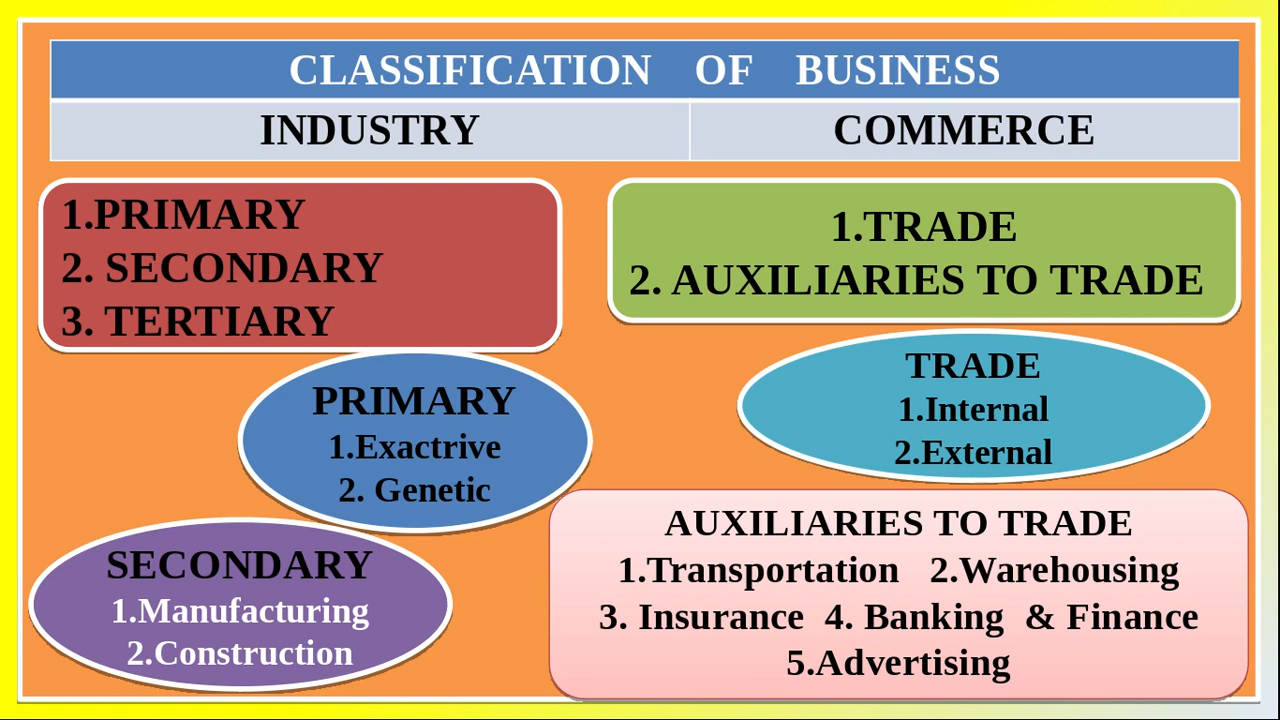 CLASSIFICATION OF BUSINESS
INDUSTRY
COMMERCE
1.PRIMARY
2. SECONDARY
3. TERTIARY
1.TRADE
2. AUXILIARIES TO TRADE
PRIMARY
1.Exactrive
2. Genetic
TRADE
1.Internal
2.External
SECONDARY
1.Manufacturing
2.Construction
AUXILIARIES TO TRADE
1.Transportation 2.Warehousing
3. Insurance 4. Banking & Finance
5.Advertising